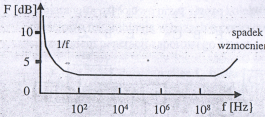 F [dB]
10
5
1/f
spadek
wzmocnien
10² 10⁴ 10⁶ 10⁸ f [Hz]